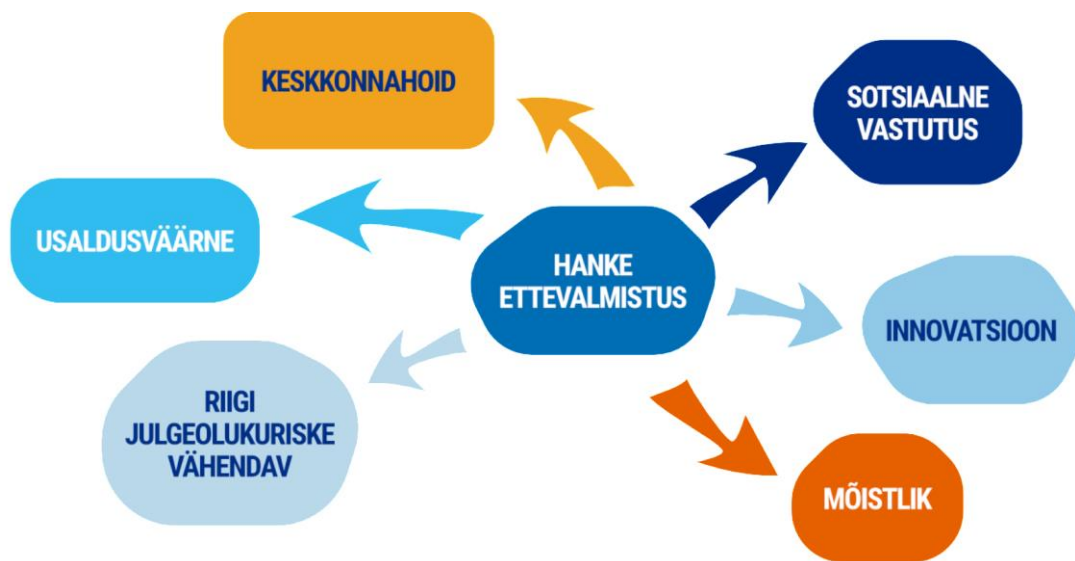 KESKKONNAHOID
SOTSIAALNE
VASTUTUS
USALDUSVÄÄRNE
HANKE
ETTEVALMISTUS
INNOVATSIOON
RIIGI
JULGEOLUKURISKE
VÄHENDAV
MÕISTLIK